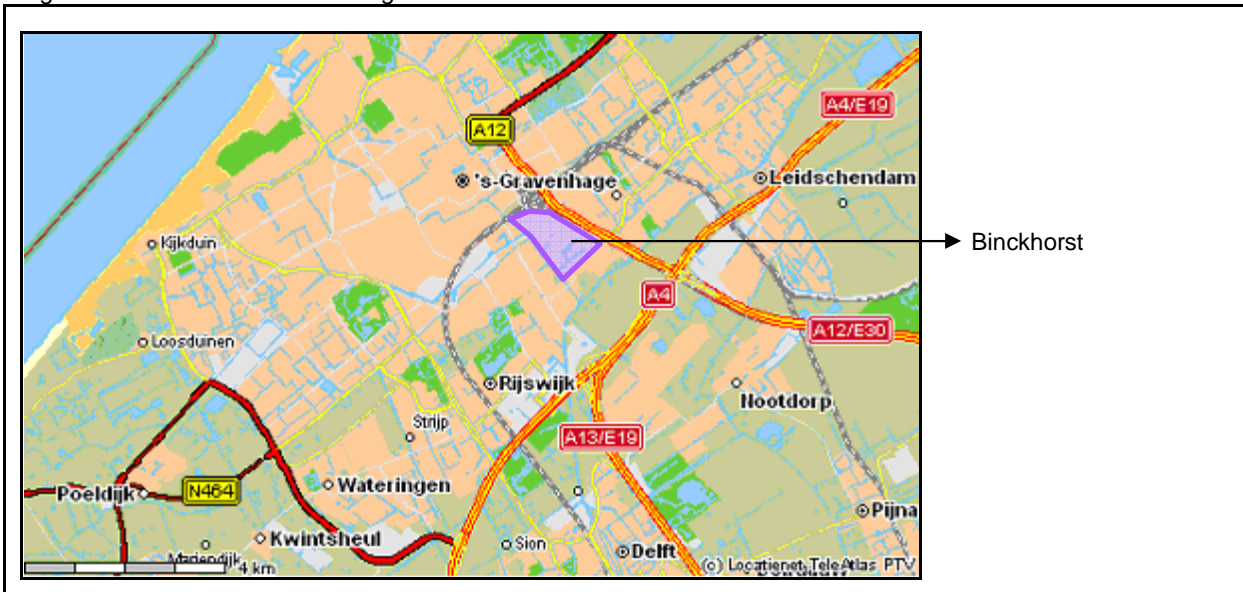 A4/E19
A12
's-Gravenhage
Leidschendam
Kijkduin
Binckhorst
A4
A12/E30
Loosduinen
Rijswijk
Nootdorp
Strijp
A13/E19
Poeldijk
N464
Wateringen
Pijna
Kwintsheul
Sion
Delft
4 km
(c) Locatienet, TeleAtlas PTV